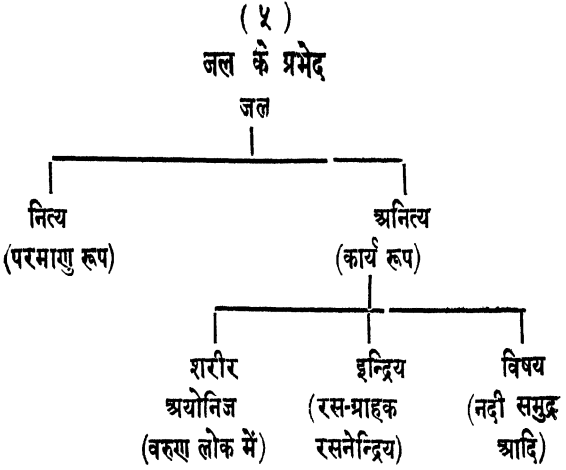 ( ५ )
जल के प्रभेद
जल
नित्य अनित्य
(परमाणु रूप) (कार्य रूप)
शरीर इन्द्रिय विषय
अयोनिज (रस-ग्राहक (नदी समुद्र
(वरुण लोक में) रसनेन्द्रिय) आदि)